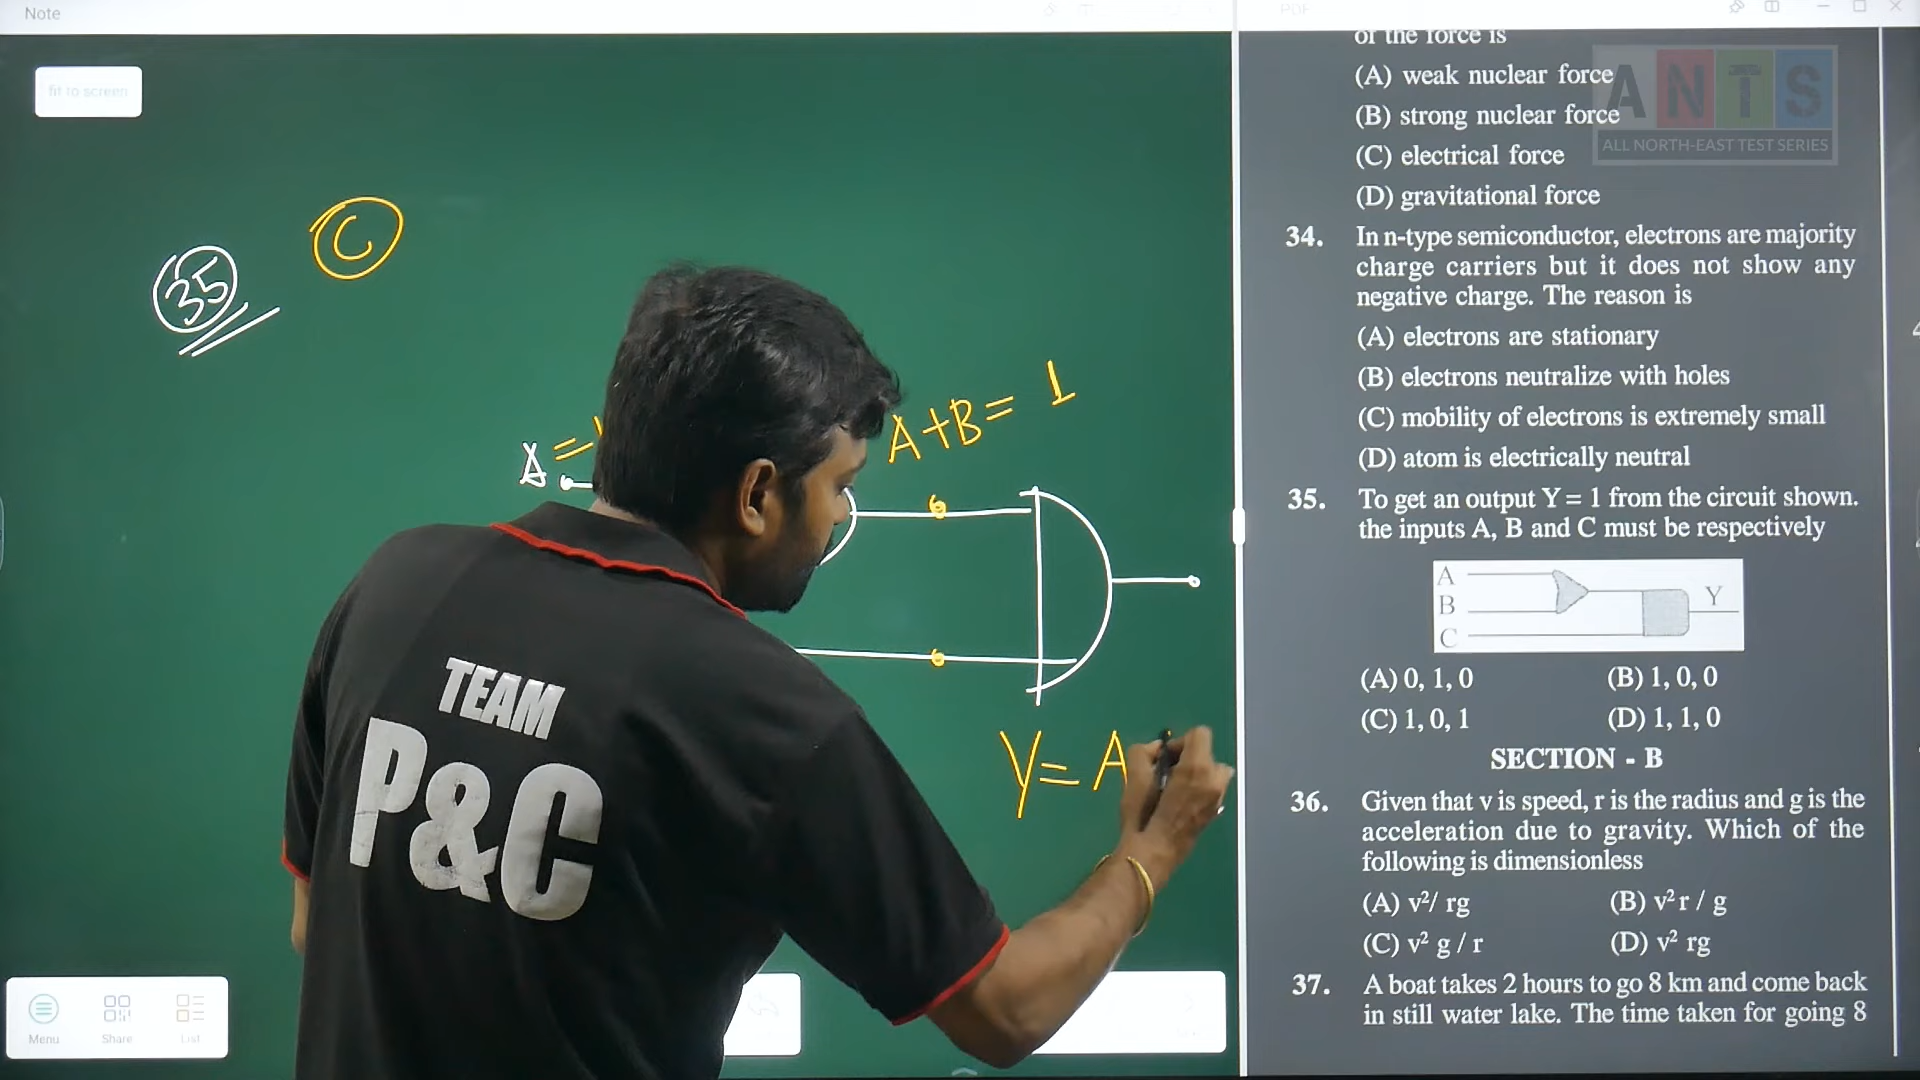 Note
PDF
fit to screen
35
C
A =
A+B= 1
Y= A
TEAM
P&C
Menu
Share
List
of the force is
(A) weak nuclear force
(B) strong nuclear force
(C) electrical force
(D) gravitational force
ANTS
ALL NORTH-EAST TEST SERIES
34. In n-type semiconductor, electrons are majority
charge carriers but it does not show any
negative charge. The reason is
(A) electrons are stationary
(B) electrons neutralize with holes
(C) mobility of electrons is extremely small
(D) atom is electrically neutral
35. To get an output Y = 1 from the circuit shown.
the inputs A, B and C must be respectively
A
B
C
Y
(A) 0, 1, 0 (B) 1, 0, 0
(C) 1, 0, 1 (D) 1, 1, 0
SECTION - B
36. Given that v is speed, r is the radius and g is the
acceleration due to gravity. Which of the
following is dimensionless
(A) v²/ rg (B) v² r / g
(C) v² g / r (D) v² rg
37. A boat takes 2 hours to go 8 km and come back
in still water lake. The time taken for going 8